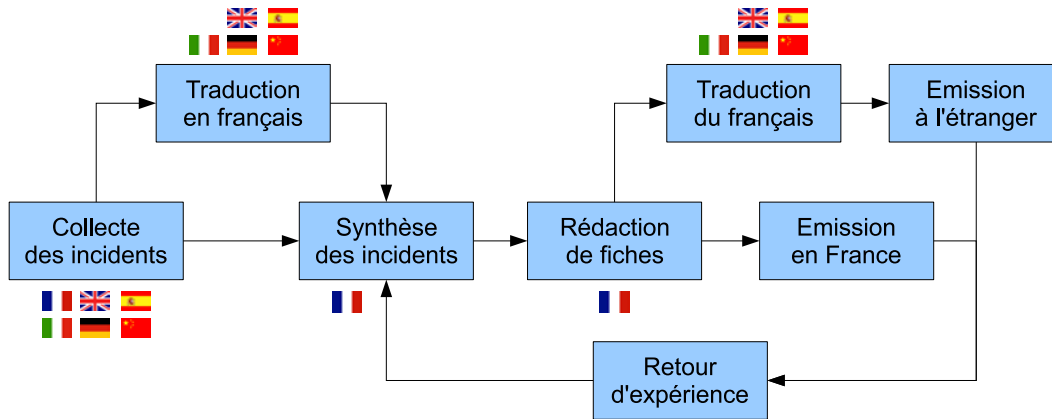 Traduction
en français
Traduction
du français
Emission
à l'étranger
Collecte
des incidents
Synthèse
des incidents
Rédaction
de fiches
Emission
en France
Retour
d'expérience